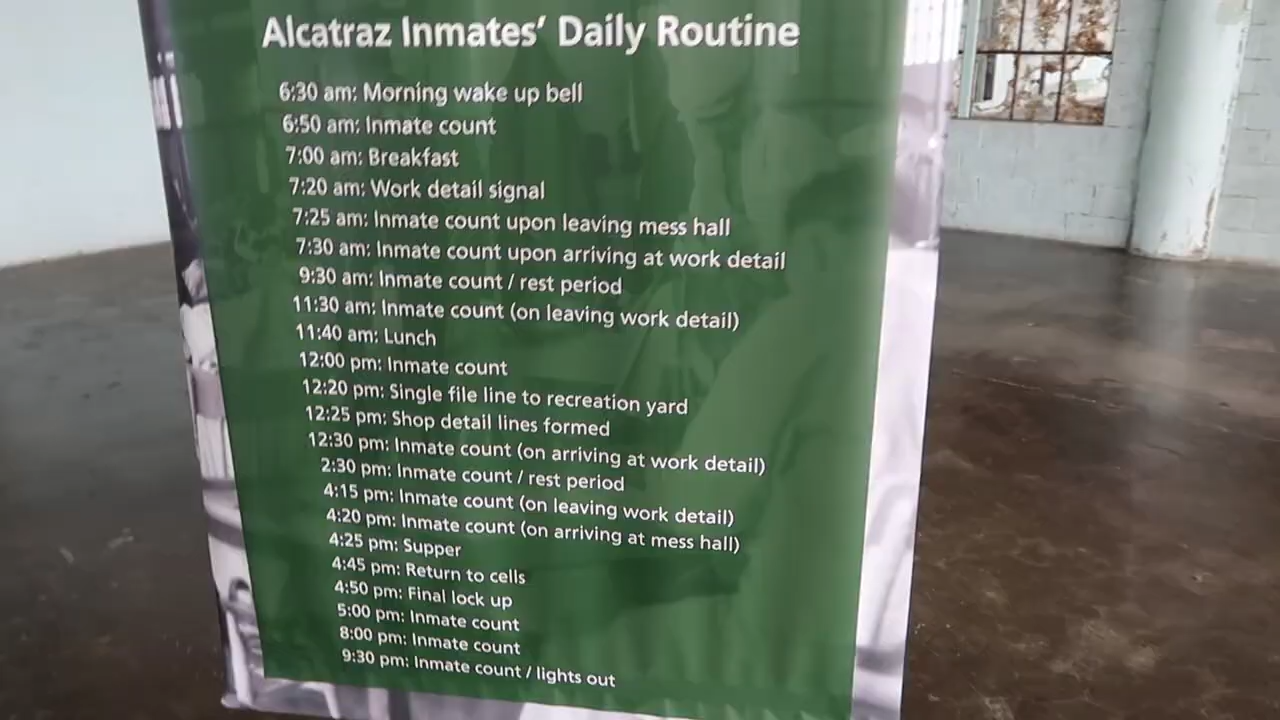 Alcatraz Inmates' Daily Routine
6:30 am: Morning wake up bell
6:50 am: Inmate count
7:00 am: Breakfast
7:20 am: Work detail signal
7:25 am: Inmate count upon leaving mess hall
7:30 am: Inmate count upon arriving at work detail
9:30 am: Inmate count / rest period
11:30 am: Inmate count (on leaving work detail)
11:40 am: Lunch
12:00 pm: Inmate count
12:20 pm: Single file line to recreation yard
12:25 pm: Shop detail lines formed
12:30 pm: Inmate count (on arriving at work detail)
2:30 pm: Inmate count / rest period
4:15 pm: Inmate count (on leaving work detail)
4:20 pm: Inmate count (on arriving at mess hall)
4:25 pm: Supper
4:45 pm: Return to cells
4:50 pm: Final lock up
5:00 pm: Inmate count
8:00 pm: Inmate count
9:30 pm: Inmate count / lights out